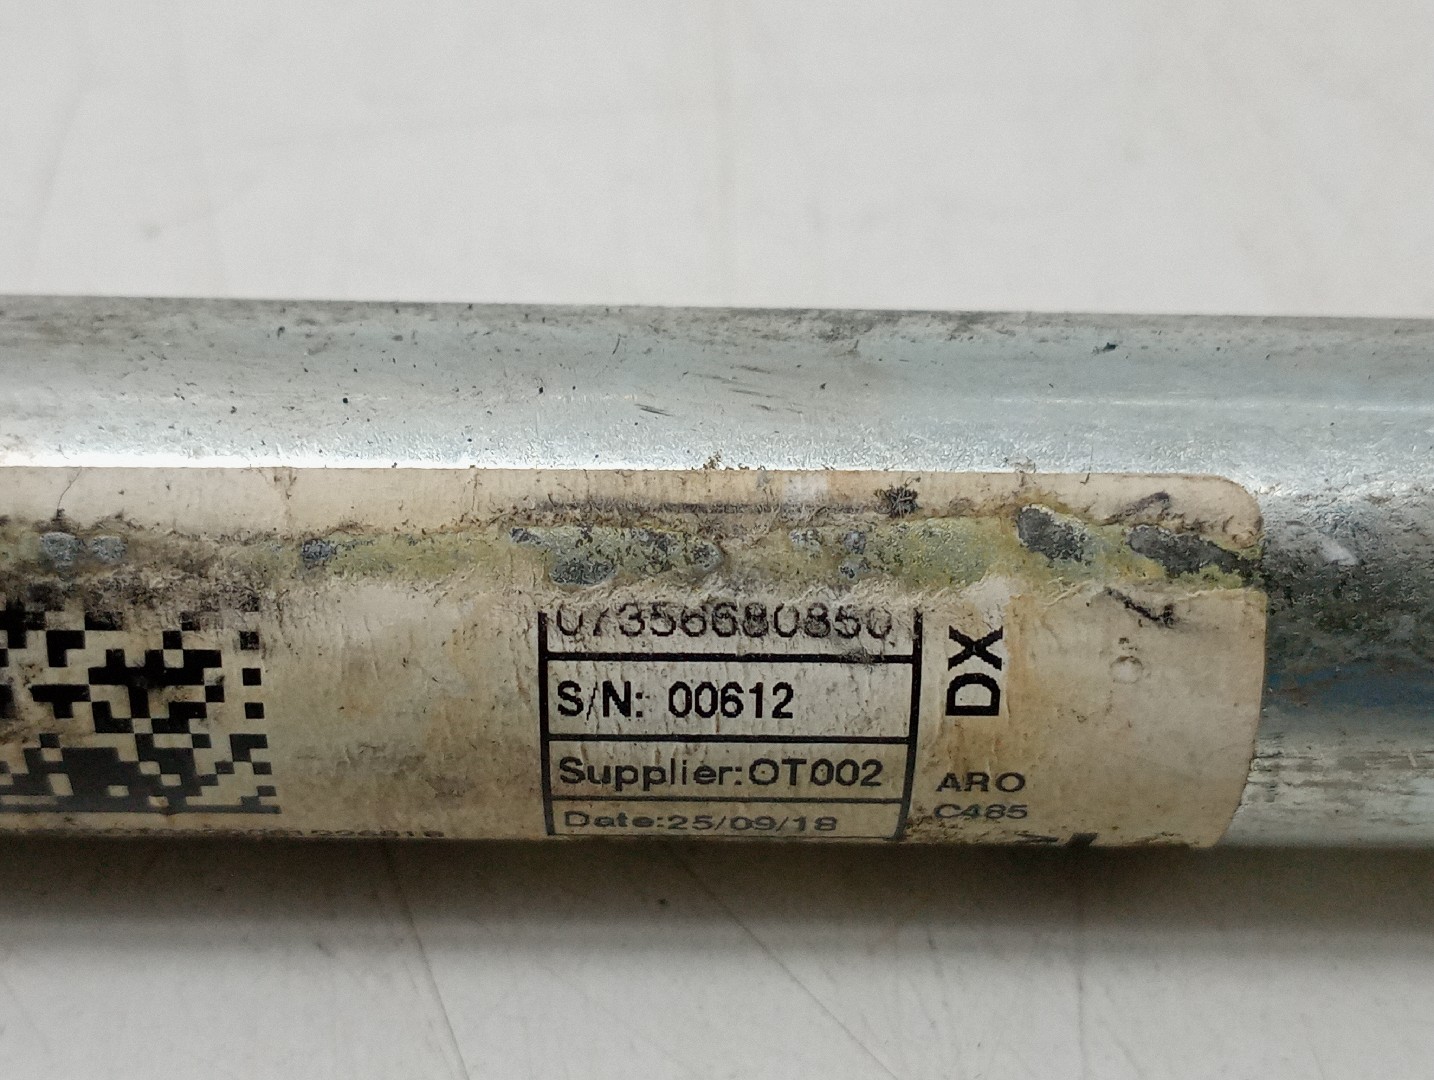 07356680850
S/N: 00612
Supplier:OT002
Date:25/09/18
DX
ARO
C485